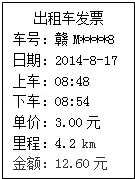 出租车发票
车号：赣 M****8
日期：2014-8-17
上车：08:48
下车：08:54
单价：3.00 元
里程：4.2 km
金额：12.60 元